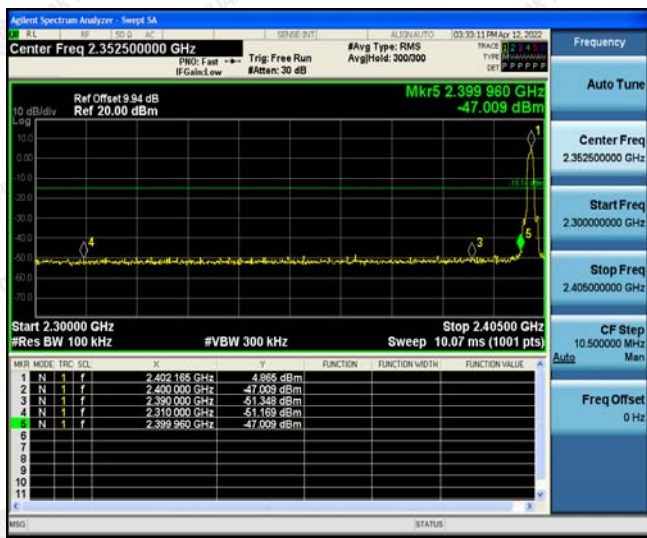 Agilent Spectrum Analyzer - Swept SA
RL RF 50 Ω AC SENSE:INT ALIGNAUTO 03:33:11 PM Apr 12, 2022
Center Freq 2.352500000 GHz
PNO: Fast
IFGain:Low
Trig: Free Run
#Atten: 30 dB
#Avg Type: RMS
Avg|Hold: 300/300
TRACE 1 2 3 4 5 6
TYPE
DET P P P P P P
Ref Offset 9.94 dB
Ref 20.00 dBm
10 dB/div
Log
Mkr5 2.399 960 GHz
-47.009 dBm
10.0
0.00
-10.0
-20.0
-30.0
-40.0
-50.0
-60.0
-70.0
1
4
3
5
Start 2.30000 GHz
Stop 2.40500 GHz
#Res BW 100 kHz
#VBW 300 kHz
Sweep 10.07 ms (1001 pts)
MKR MODE TRC SCL X Y FUNCTION FUNCTION WIDTH FUNCTION VALUE
1 N 1 f 2.402 165 GHz 4.865 dBm
2 N 1 f 2.400 000 GHz -47.009 dBm
3 N 1 f 2.390 000 GHz -51.348 dBm
4 N 1 f 2.310 000 GHz -51.169 dBm
5 N 1 f 2.399 960 GHz -47.009 dBm
6
7
8
9
10
11
MSG
STATUS
Frequency
Auto Tune
Center Freq
2.352500000 GHz
Start Freq
2.300000000 GHz
Stop Freq
2.405000000 GHz
CF Step
10.500000 MHz
Auto Man
Freq Offset
0 Hz